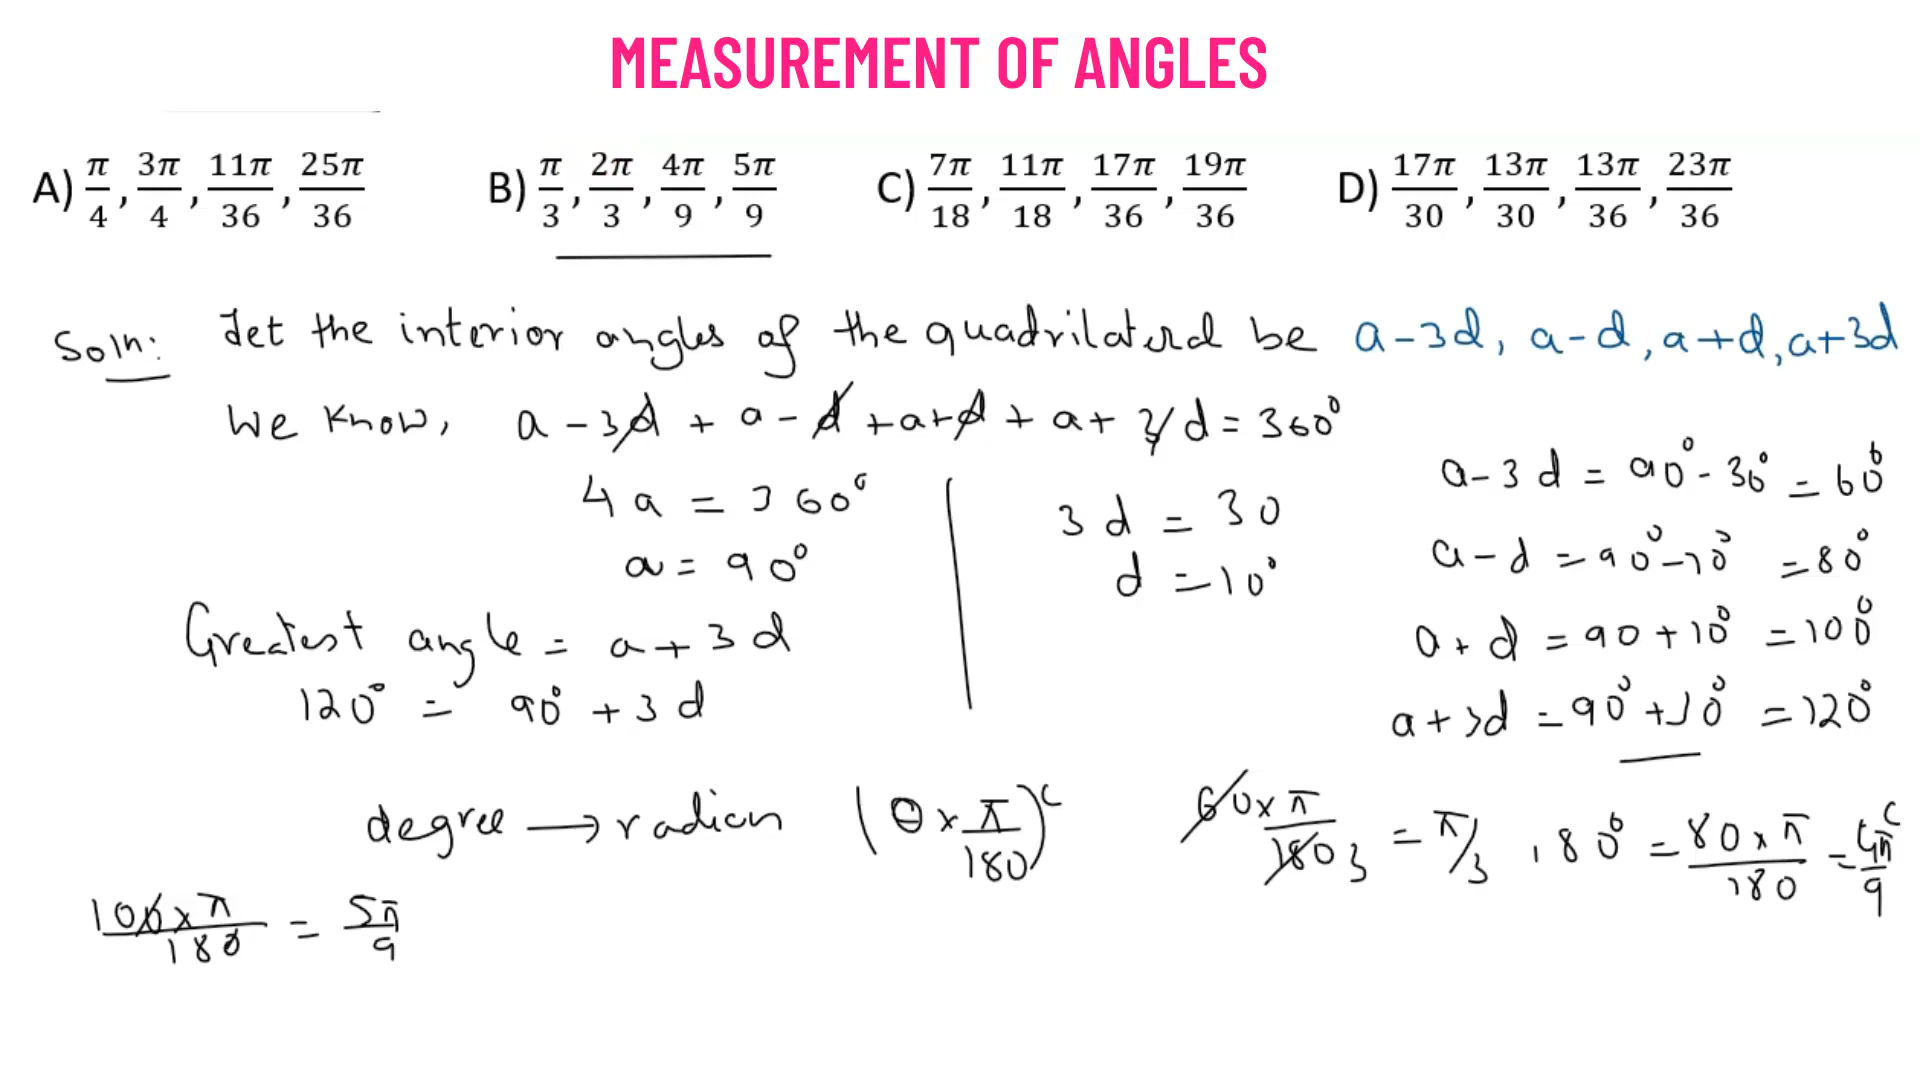 MEASUREMENT OF ANGLES
A) π/4, 3π/4, 11π/36, 25π/36
B) π/3, 2π/3, 4π/9, 5π/9
C) 7π/18, 11π/18, 17π/36, 19π/36
D) 17π/30, 13π/30, 13π/36, 23π/36
Soln: Let the interior angles of the quadrilateral be a-3d, a-d, a+d, a+3d
We know, a - 3d + a - d + a + d + a + 3d = 360°
4a = 360°
a = 90°
Greatest angle = a + 3d
120° = 90° + 3d
3d = 30
d = 10°
a - 3d = 90° - 30° = 60°
a - d = 90° - 10° = 80°
a + d = 90 + 10° = 100°
a + 3d = 90° + 30° = 120°
degree → radian (θ × π/180)ᶜ
60 × π/180 3 = π/3, 80° = 80 × π/180 = 4πᶜ/9
100 × π/180 = 5π/9